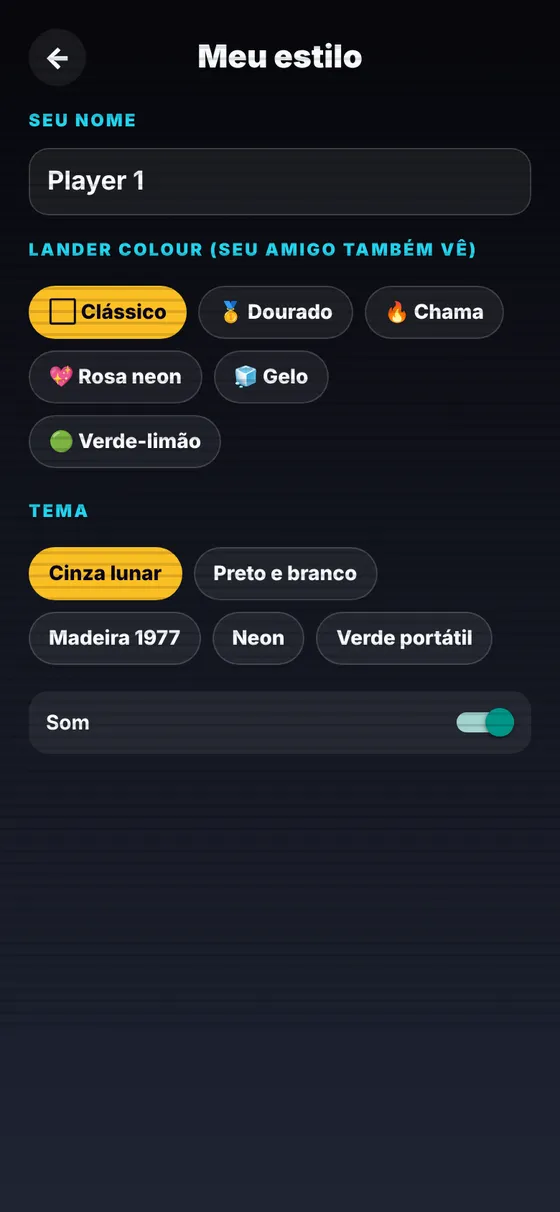 Meu estilo
SEU NOME
Player 1
LANDER COLOUR (SEU AMIGO TAMBÉM VÊ)
Clássico
🥇 Dourado
🔥 Chama
💖 Rosa neon
🧊 Gelo
🟢 Verde-limão
TEMA
Cinza lunar
Preto e branco
Madeira 1977
Neon
Verde portátil
Som